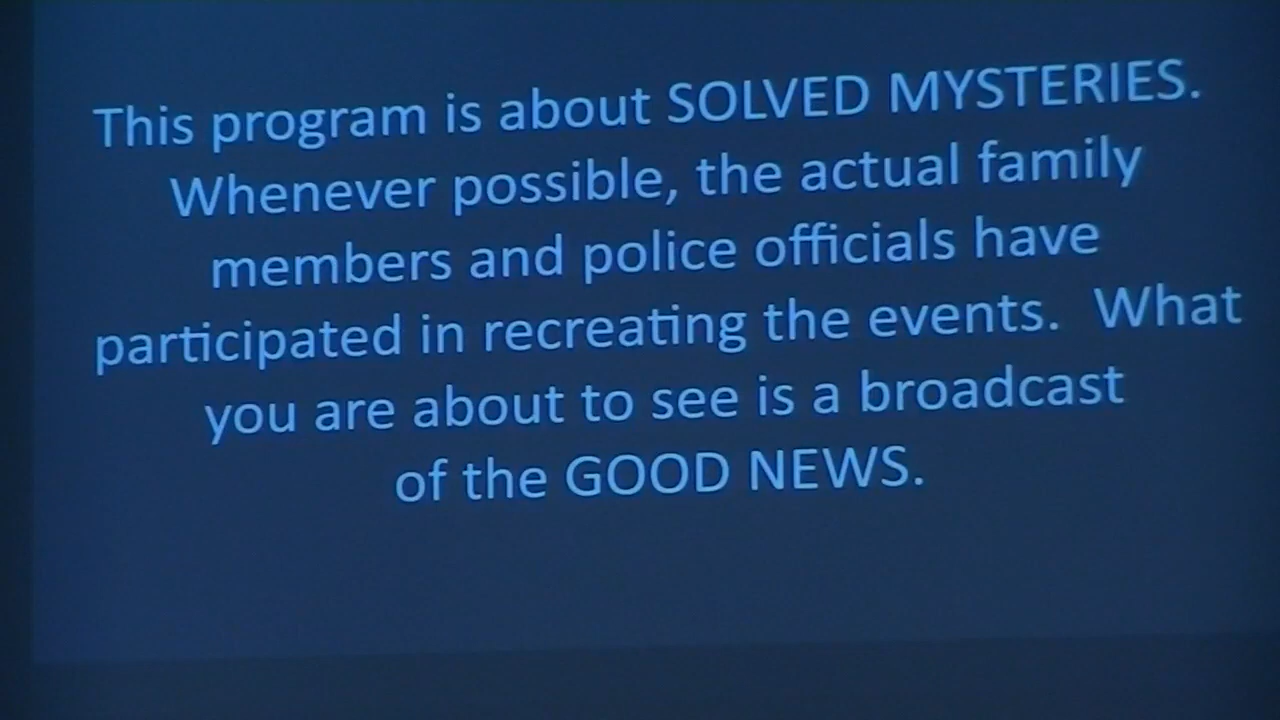 This program is about SOLVED MYSTERIES.
Whenever possible, the actual family
members and police officials have
participated in recreating the events. What
you are about to see is a broadcast
of the GOOD NEWS.